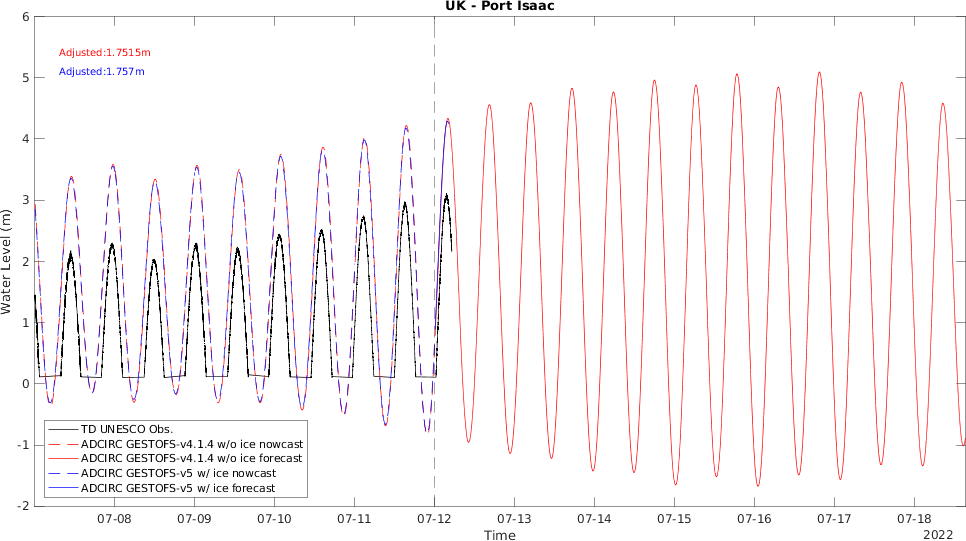 UK - Port Isaac
6
5
4
3
2
1
0
-1
-2
Water Level (m)
Adjusted:1.7515m
Adjusted:1.757m
TD UNESCO Obs.
ADCIRC GESTOFS-v4.1.4 w/o ice nowcast
ADCIRC GESTOFS-v4.1.4 w/o ice forecast
ADCIRC GESTOFS-v5 w/ ice nowcast
ADCIRC GESTOFS-v5 w/ ice forecast
07-08 07-09 07-10 07-11 07-12 07-13 07-14 07-15 07-16 07-17 07-18
Time
2022